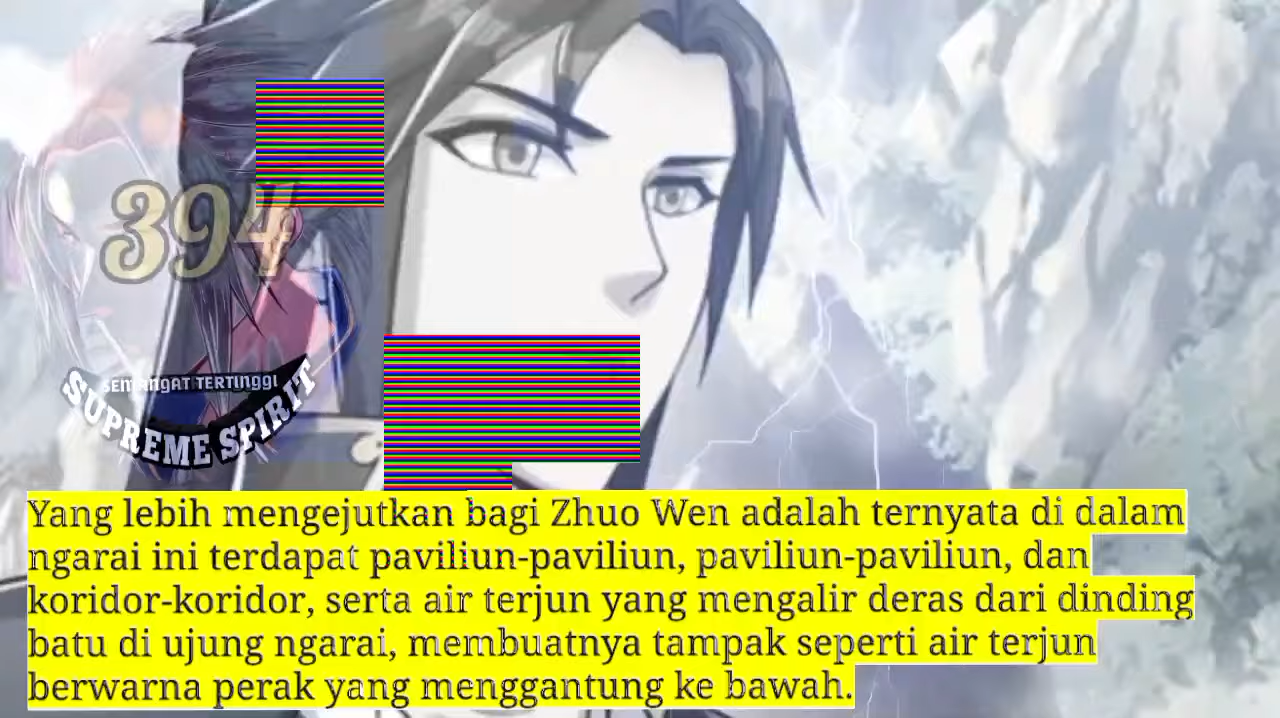 394
SEMANGAT TERTINGGI
SUPREME SPIRIT
Yang lebih mengejutkan bagi Zhuo Wen adalah ternyata di dalam
ngarai ini terdapat paviliun-paviliun, paviliun-paviliun, dan
koridor-koridor, serta air terjun yang mengalir deras dari dinding
batu di ujung ngarai, membuatnya tampak seperti air terjun
berwarna perak yang menggantung ke bawah.